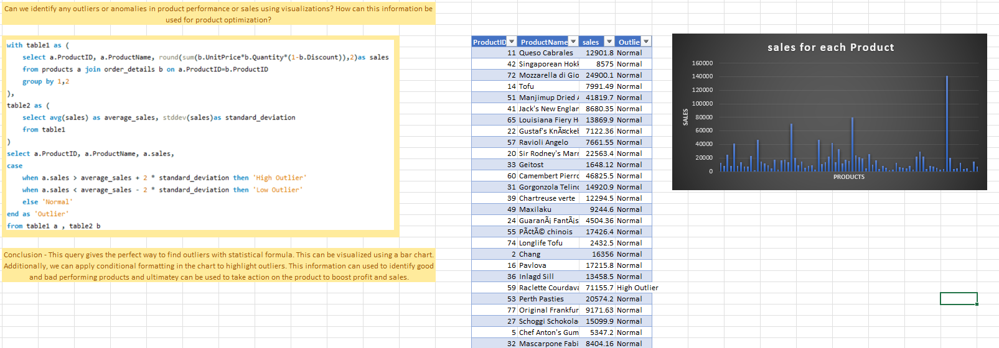 Can we identify any outliers or anomalies in product performance or sales using visualizations? How can this information be
used for product optimization?
with table1 as (
select a.ProductID, a.ProductName, round(sum(b.UnitPrice*b.Quantity*(1-b.Discount)),2)as sales
from products a join order_details b on a.ProductID=b.ProductID
group by 1,2
),
table2 as (
select avg(sales) as average_sales, stddev(sales)as standard_deviation
from table1
)
select a.ProductID, a.ProductName, a.sales,
case
when a.sales > average_sales + 2 * standard_deviation then 'High Outlier'
when a.sales < average_sales - 2 * standard_deviation then 'Low Outlier'
else 'Normal'
end as 'Outlier'
from table1 a , table2 b
Conclusion - This query gives the perfect way to find outliers with statistical formula. This can be visualized using a bar chart.
Additionally, we can apply conditional formatting in the chart to highlight outliers. This information can used to identify good
and bad performing products and ultimatey can be used to take action on the product to boost profit and sales.
ProductID ProductName sales Outlie
11 Queso Cabrales 12901.8 Normal
42 Singaporean Hokk 8575 Normal
72 Mozzarella di Gio 24900.1 Normal
14 Tofu 7991.49 Normal
51 Manjimup Dried A 41819.7 Normal
41 Jack's New Englan 8680.35 Normal
65 Louisiana Fiery H 13869.9 Normal
22 Gustaf's KnÃ¤ckeb 7122.36 Normal
57 Ravioli Angelo 7661.55 Normal
20 Sir Rodney's Marm 22563.4 Normal
33 Geitost 1648.12 Normal
60 Camembert Pierro 46825.5 Normal
31 Gorgonzola Telino 14920.9 Normal
39 Chartreuse verte 12294.5 Normal
49 Maxilaku 9244.6 Normal
24 GuaranÃ¡ FantÃ¡s 4504.36 Normal
55 PÃ¢tÃ© chinois 17426.4 Normal
74 Longlife Tofu 2432.5 Normal
2 Chang 16356 Normal
16 Pavlova 17215.8 Normal
36 Inlagd Sill 13458.5 Normal
59 Raclette Courdava 71155.7 High Outlier
53 Perth Pasties 20574.2 Normal
77 Original Frankfur 9171.63 Normal
27 Schoggi Schokola 15099.9 Normal
5 Chef Anton's Gum 5347.2 Normal
32 Mascarpone Fabi 8404.16 Normal
sales for each Product
160000
140000
120000
100000
80000
60000
40000
20000
0
SALES
PRODUCTS